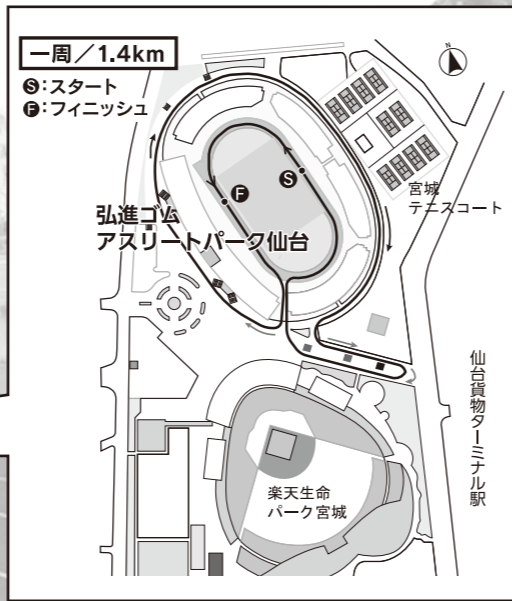 一周／1.4km
Ⓢ：スタート
Ⓕ：フィニッシュ
N
Ⓢ
Ⓕ
弘進ゴム
アスリートパーク仙台
宮城
テニスコート
仙台貨物ターミナル駅
楽天生命
パーク宮城